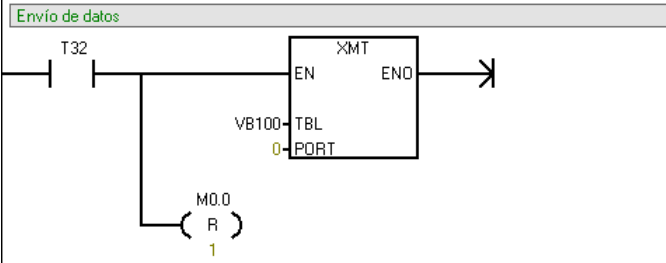 Envío de datos
T32
XMT
EN ENO
VB100 TBL
0 PORT
M0.0
R
1